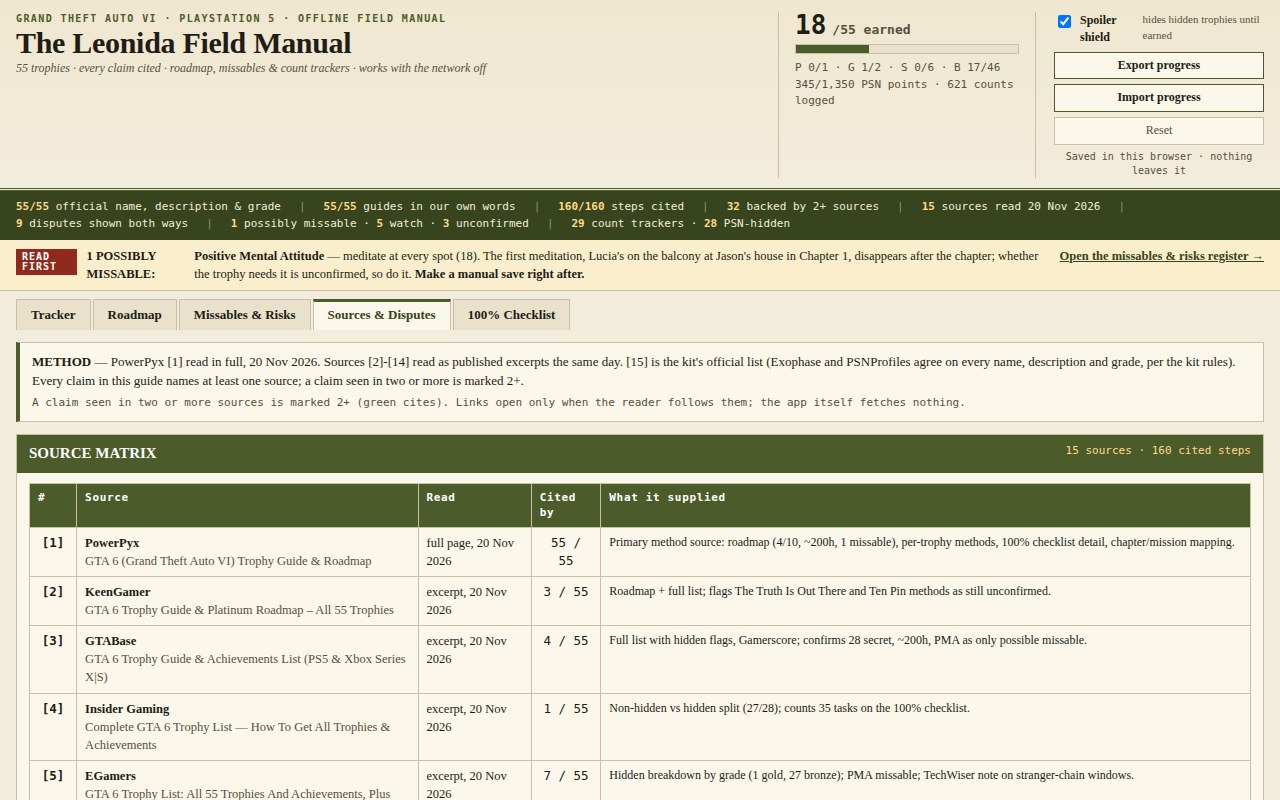 GRAND THEFT AUTO VI · PLAYSTATION 5 · OFFLINE FIELD MANUAL
The Leonida Field Manual
55 trophies · every claim cited · roadmap, missables & count trackers · works with the network off
18 /55 earned
P 0/1 · G 1/2 · S 0/6 · B 17/46
345/1,350 PSN points · 621 counts
logged
Spoiler shield
hides hidden trophies until earned
Export progress
Import progress
Reset
Saved in this browser · nothing
leaves it
55/55 official name, description & grade | 55/55 guides in our own words | 160/160 steps cited | 32 backed by 2+ sources | 15 sources read 20 Nov 2026 |
9 disputes shown both ways | 1 possibly missable · 5 watch · 3 unconfirmed | 29 count trackers · 28 PSN-hidden
READ FIRST
1 POSSIBLY MISSABLE:
Positive Mental Attitude — meditate at every spot (18). The first meditation, Lucia's on the balcony at Jason's house in Chapter 1, disappears after the chapter; whether
the trophy needs it is unconfirmed, so do it. Make a manual save right after.
Open the missables & risks register →
Tracker
Roadmap
Missables & Risks
Sources & Disputes
100% Checklist
METHOD — PowerPyx [1] read in full, 20 Nov 2026. Sources [2]-[14] read as published excerpts the same day. [15] is the kit's official list (Exophase and PSNProfiles agree on every name, description and grade, per the kit rules).
Every claim in this guide names at least one source; a claim seen in two or more is marked 2+.
A claim seen in two or more sources is marked 2+ (green cites). Links open only when the reader follows them; the app itself fetches nothing.
SOURCE MATRIX
15 sources · 160 cited steps
# Source Read Cited by What it supplied
[1] PowerPyx
GTA 6 (Grand Theft Auto VI) Trophy Guide & Roadmap
full page, 20 Nov 2026
55 / 55
Primary method source: roadmap (4/10, ~200h, 1 missable), per-trophy methods, 100% checklist detail, chapter/mission mapping.
[2] KeenGamer
GTA 6 Trophy Guide & Platinum Roadmap – All 55 Trophies
excerpt, 20 Nov 2026
3 / 55
Roadmap + full list; flags The Truth Is Out There and Ten Pin methods as still unconfirmed.
[3] GTABase
GTA 6 Trophy Guide & Achievements List (PS5 & Xbox Series X|S)
excerpt, 20 Nov 2026
4 / 55
Full list with hidden flags, Gamerscore; confirms 28 secret, ~200h, PMA as only possible missable.
[4] Insider Gaming
Complete GTA 6 Trophy List — How To Get All Trophies & Achievements
excerpt, 20 Nov 2026
1 / 55
Non-hidden vs hidden split (27/28); counts 35 tasks on the 100% checklist.
[5] EGamers
GTA 6 Trophy List: All 55 Trophies And Achievements, Plus
excerpt, 20 Nov 2026
7 / 55
Hidden breakdown by grade (1 gold, 27 bronze); PMA missable; TechWiser note on stranger-chain windows.